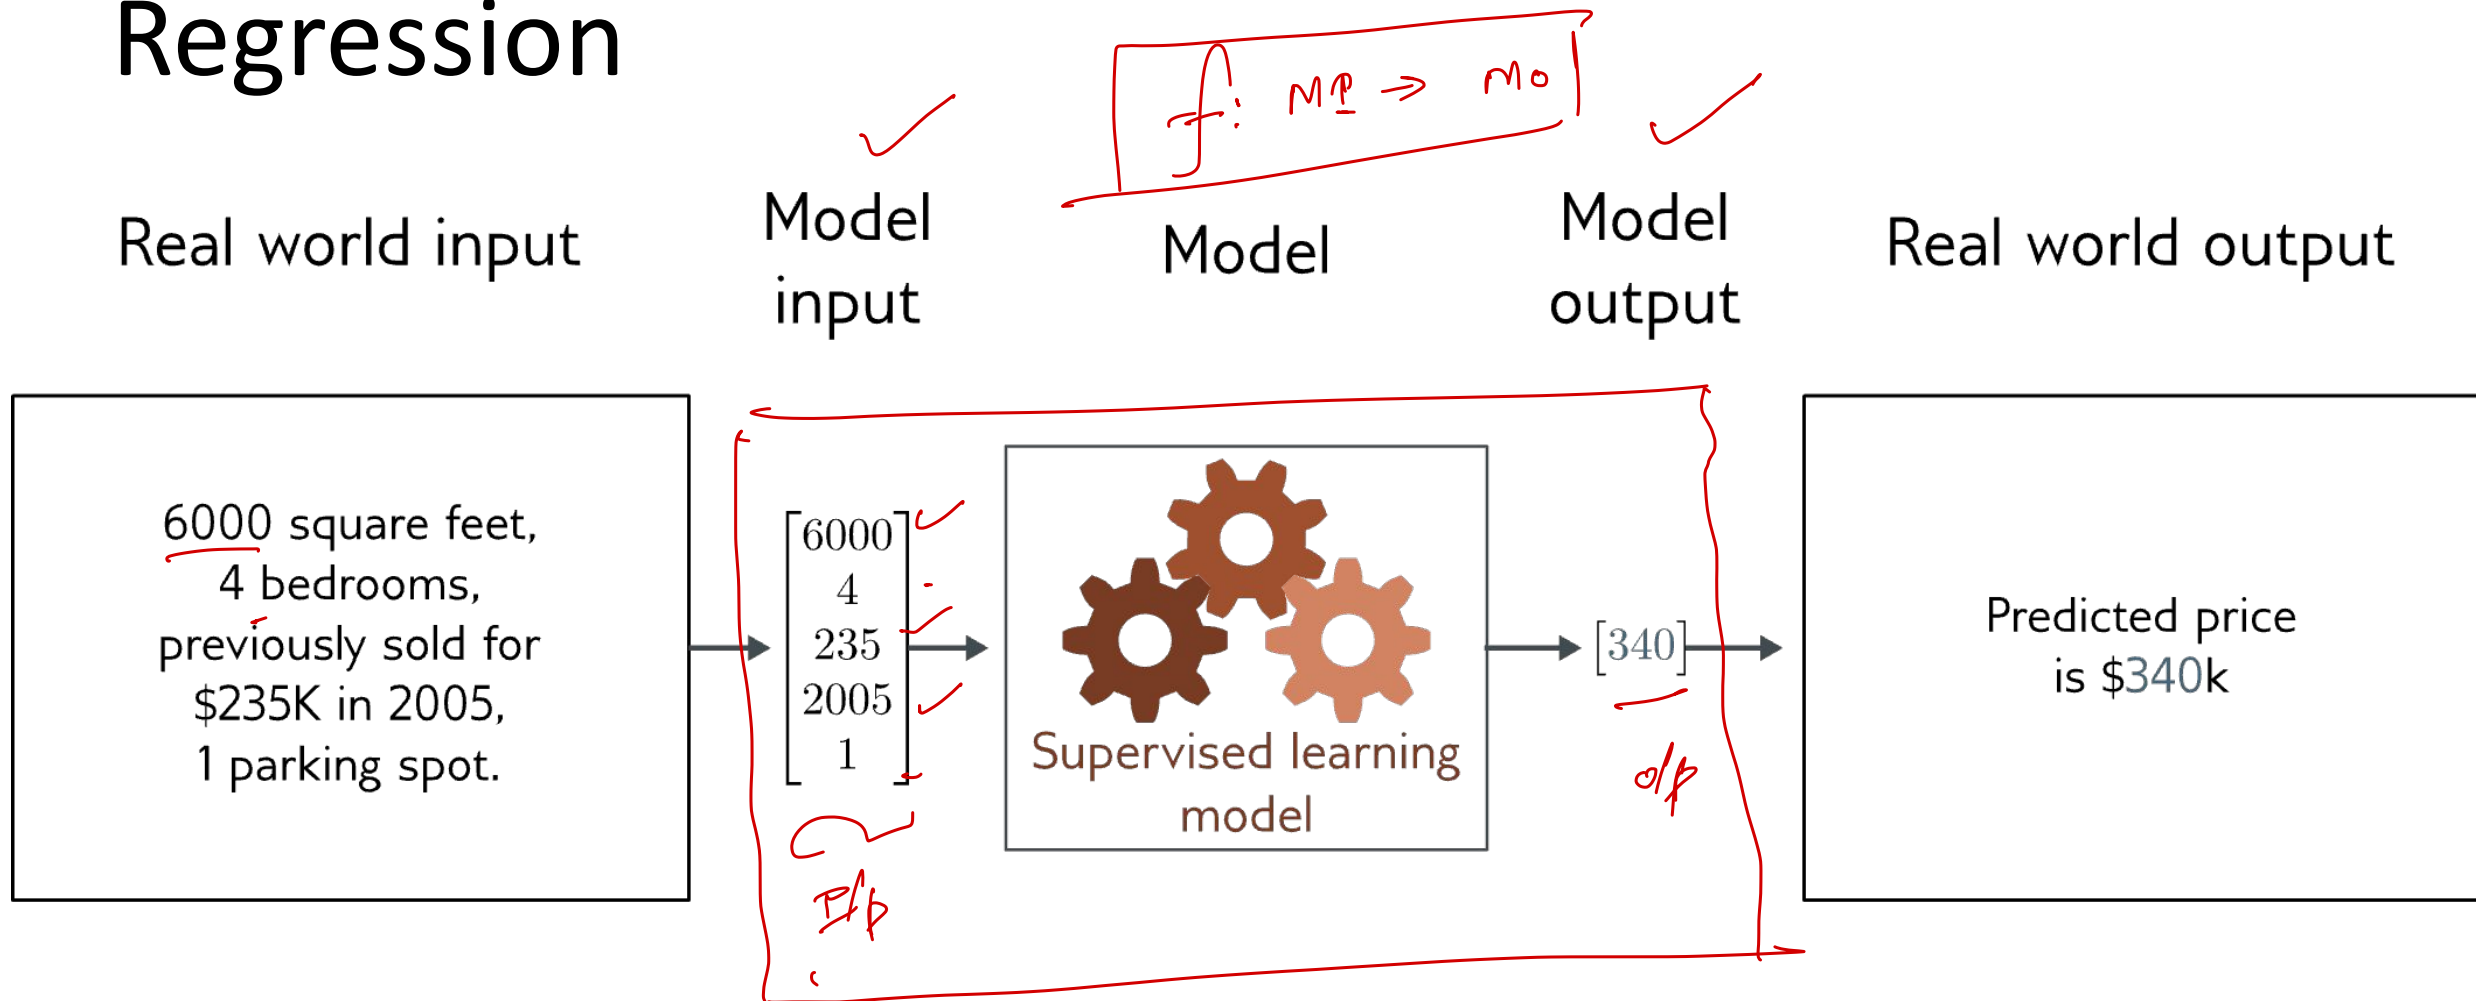 Regression
f: MI → MO
Real world input
Model
input
Model
Model
output
Real world output
6000 square feet,
4 bedrooms,
previously sold for
$235K in 2005,
1 parking spot.
6000
4
235
2005
1
I/p
Supervised learning
model
[340]
o/p
Predicted price
is $340k